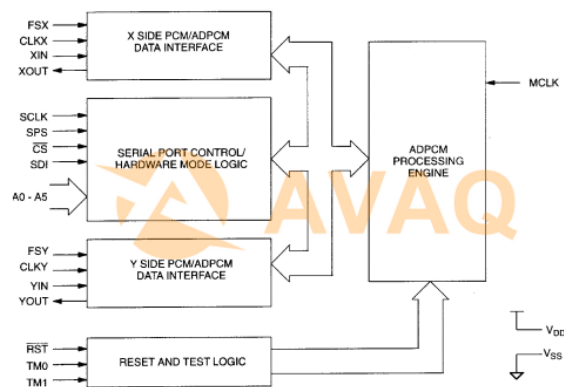 FSX
CLKX
XIN
XOUT
X SIDE PCM/ADPCM
DATA INTERFACE
SCLK
SPS
CS
SDI
A0 - A5
SERIAL PORT CONTROL/
HARDWARE MODE LOGIC
FSY
CLKY
YIN
YOUT
Y SIDE PCM/ADPCM
DATA INTERFACE
RST
TM0
TM1
RESET AND TEST LOGIC
ADPCM
PROCESSING
ENGINE
MCLK
VDD
VSS
AVAQ